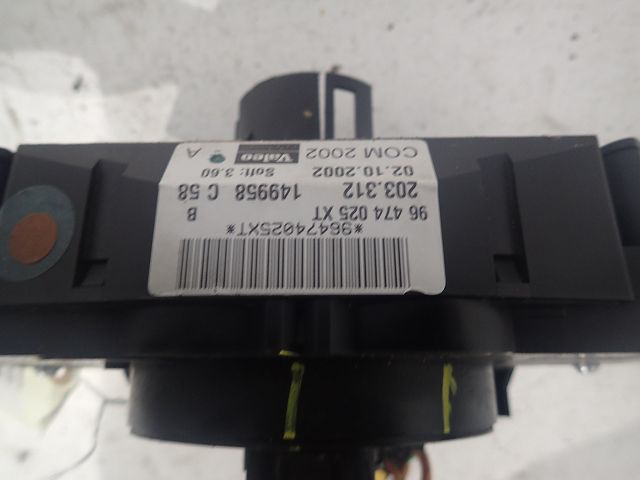 COM 2002 Valeo A
02.10.2002 Soft: 3.60
203.312 149958 C 58
96 474 025 XT B
*96474025XT*